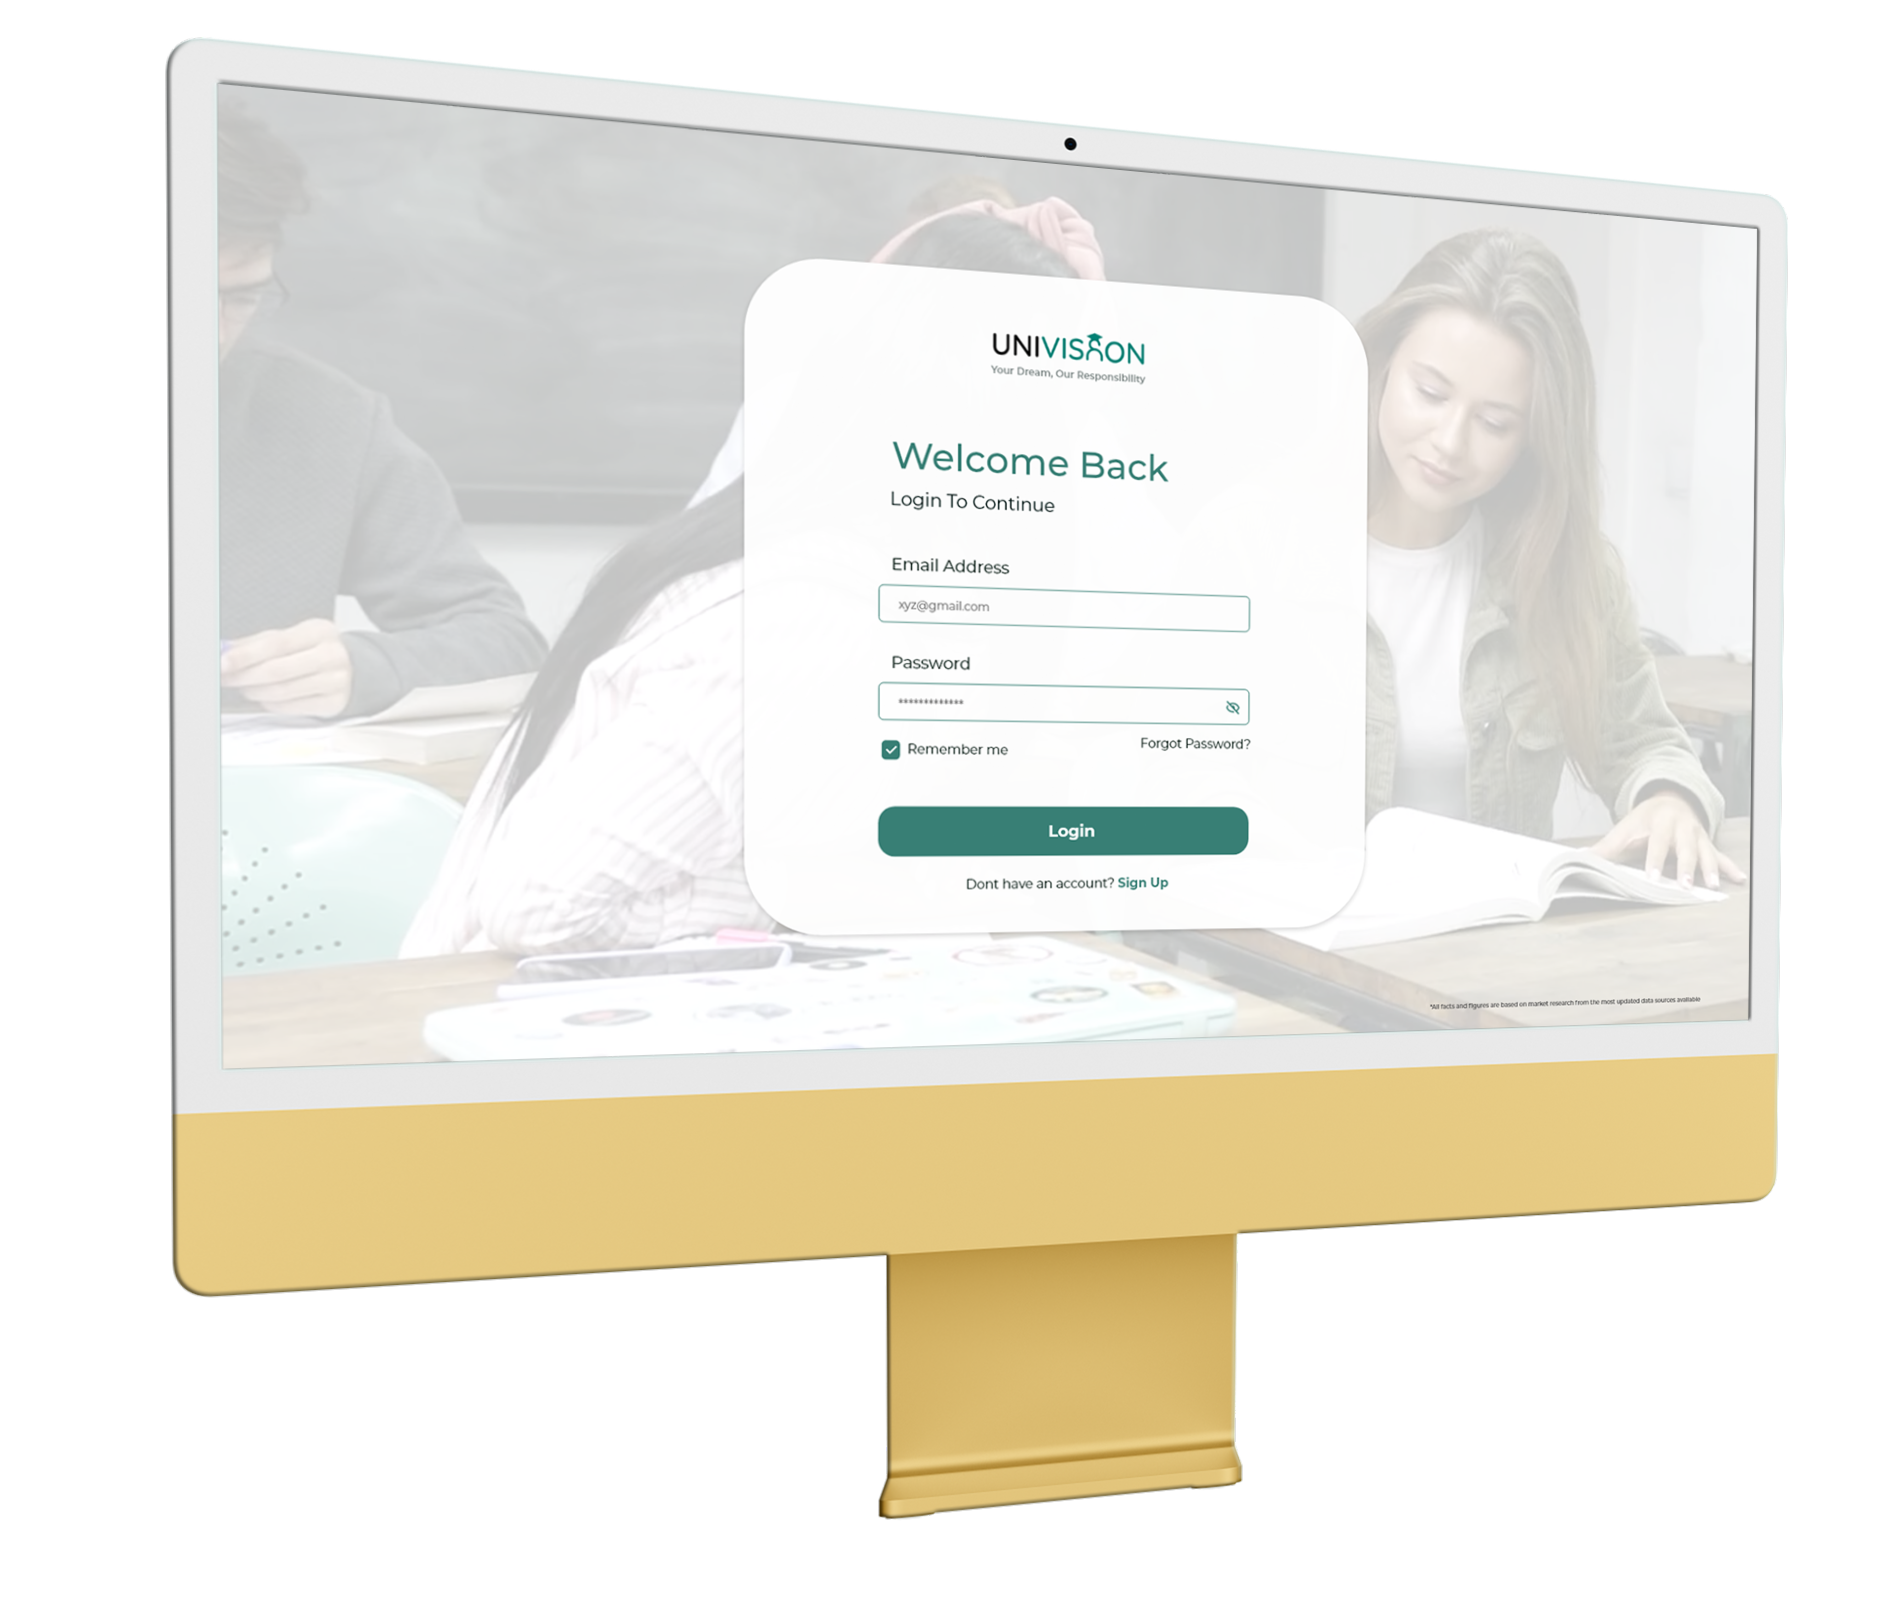 UNIVISION
Your Dream, Our Responsibility
Welcome Back
Login To Continue
Email Address
xyz@gmail.com
Password
*************
Remember me
Forgot Password?
Login
Dont have an account? Sign Up
*All facts and figures are based on market research from the most updated data sources available